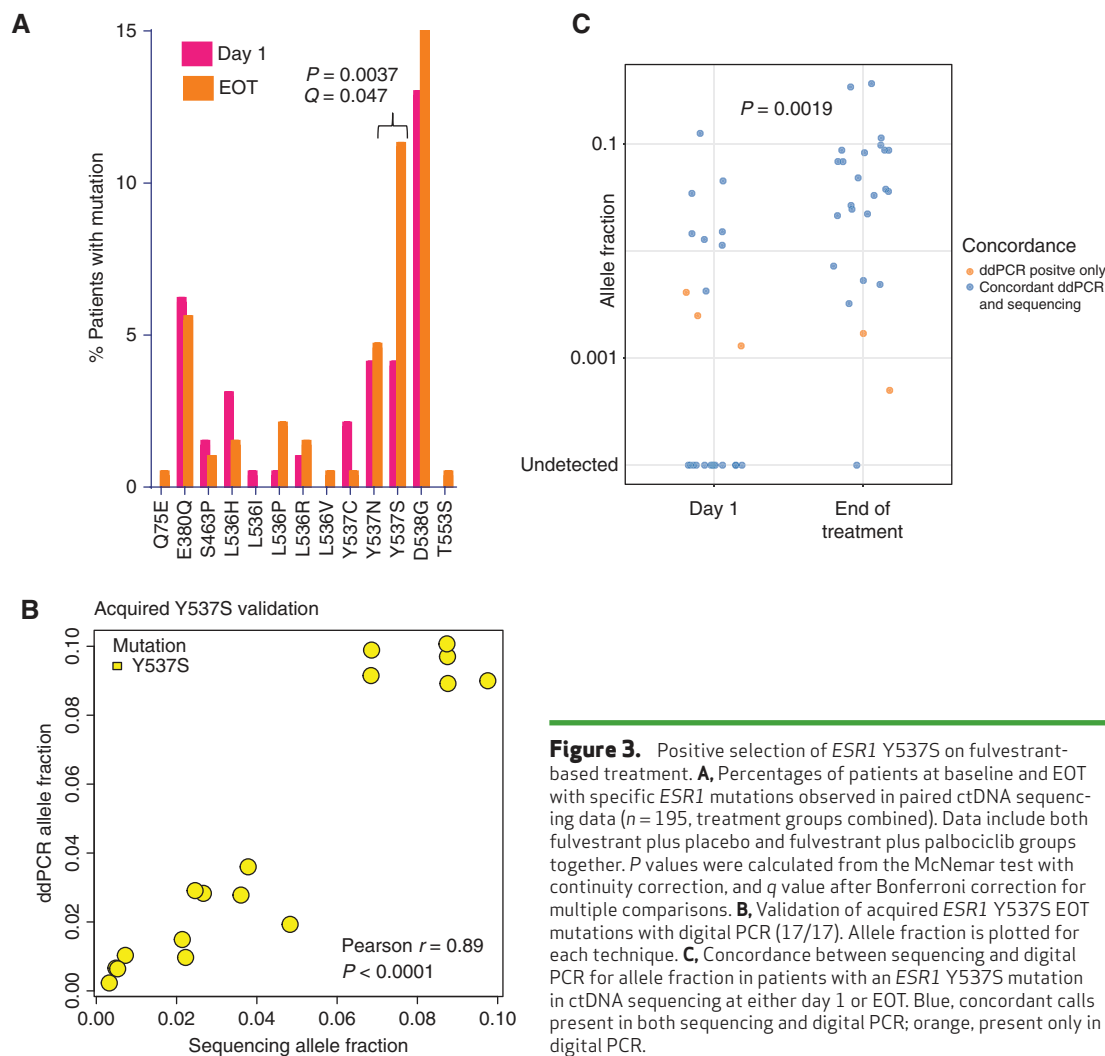 A
15
10
5
0
% Patients with mutation
Day 1
EOT
P = 0.0037
Q = 0.047
Q75E
E380Q
S463P
L536H
L536I
L536P
L536R
L536V
Y537C
Y537N
Y537S
D538G
T553S
C
P = 0.0019
0.1
0.001
Undetected
Allele fraction
Day 1
End of
treatment
Concordance
ddPCR positve only
Concordant ddPCR
and sequencing
B
Acquired Y537S validation
Mutation
Y537S
0.10
0.08
0.06
0.04
0.02
0.00
ddPCR allele fraction
Pearson r = 0.89
P < 0.0001
0.00
0.02
0.04
0.06
0.08
0.10
Sequencing allele fraction
Figure 3. Positive selection of ESR1 Y537S on fulvestrant-
based treatment. A, Percentages of patients at baseline and EOT
with specific ESR1 mutations observed in paired ctDNA sequenc-
ing data (n = 195, treatment groups combined). Data include both
fulvestrant plus placebo and fulvestrant plus palbociclib groups
together. P values were calculated from the McNemar test with
continuity correction, and q value after Bonferroni correction for
multiple comparisons. B, Validation of acquired ESR1 Y537S EOT
mutations with digital PCR (17/17). Allele fraction is plotted for
each technique. C, Concordance between sequencing and digital
PCR for allele fraction in patients with an ESR1 Y537S mutation
in ctDNA sequencing at either day 1 or EOT. Blue, concordant calls
present in both sequencing and digital PCR; orange, present only in
digital PCR.